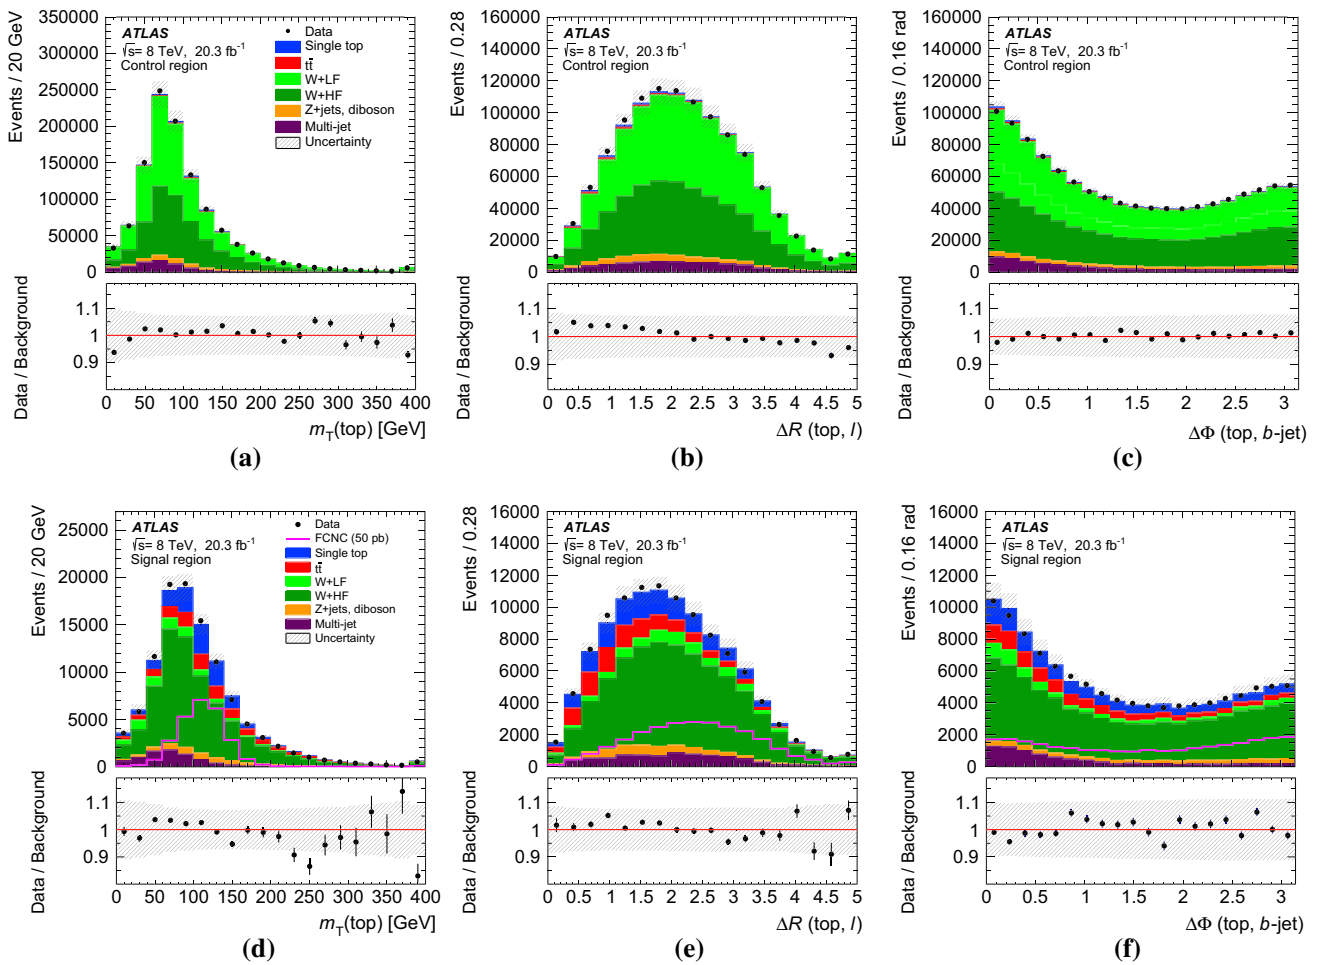 ATLAS
√s= 8 TeV, 20.3 fb⁻¹
Control region
Data
Single top
tt̄
W+LF
W+HF
Z+jets, diboson
Multi-jet
Uncertainty
Events / 20 GeV
350000
300000
250000
200000
150000
100000
50000
0
Data / Background
1.1
1
0.9
0 50 100 150 200 250 300 350 400
m_T(top) [GeV]
(a)
ATLAS
√s= 8 TeV, 20.3 fb⁻¹
Control region
Events / 0.28
160000
140000
120000
100000
80000
60000
40000
20000
0
Data / Background
1.1
1
0.9
0 0.5 1 1.5 2 2.5 3 3.5 4 4.5 5
ΔR (top, l)
(b)
ATLAS
√s= 8 TeV, 20.3 fb⁻¹
Control region
Events / 0.16 rad
160000
140000
120000
100000
80000
60000
40000
20000
0
Data / Background
1.1
1
0.9
0 0.5 1 1.5 2 2.5 3
ΔΦ (top, b-jet)
(c)
ATLAS
√s= 8 TeV, 20.3 fb⁻¹
Signal region
Data
FCNC (50 pb)
Single top
tt̄
W+LF
W+HF
Z+jets, diboson
Multi-jet
Uncertainty
Events / 20 GeV
25000
20000
15000
10000
5000
0
Data / Background
1.1
1
0.9
0 50 100 150 200 250 300 350 400
m_T(top) [GeV]
(d)
ATLAS
√s= 8 TeV, 20.3 fb⁻¹
Signal region
Events / 0.28
16000
14000
12000
10000
8000
6000
4000
2000
0
Data / Background
1.1
1
0.9
0 0.5 1 1.5 2 2.5 3 3.5 4 4.5 5
ΔR (top, l)
(e)
ATLAS
√s= 8 TeV, 20.3 fb⁻¹
Signal region
Events / 0.16 rad
16000
14000
12000
10000
8000
6000
4000
2000
0
Data / Background
1.1
1
0.9
0 0.5 1 1.5 2 2.5 3
ΔΦ (top, b-jet)
(f)